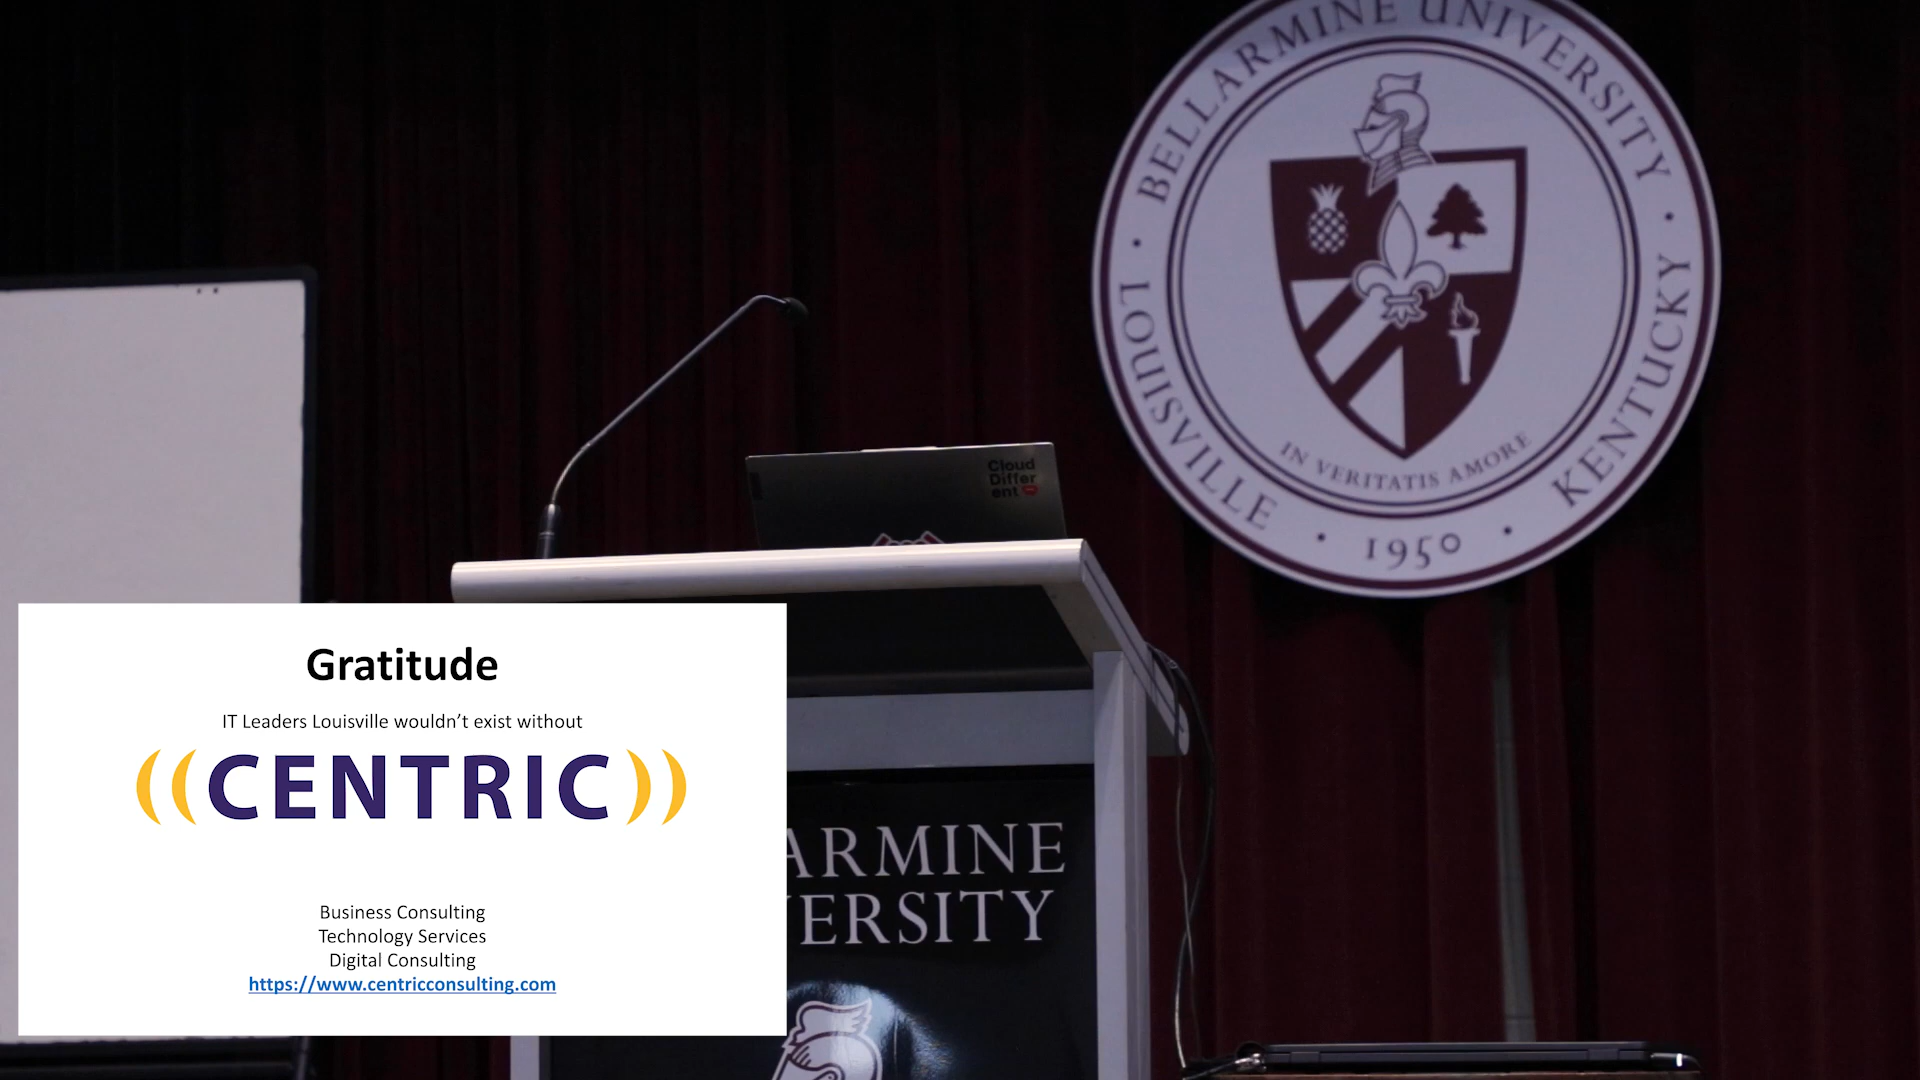 BELLARMINE UNIVERSITY
LOUISVILLE · 1950 · KENTUCKY
IN VERITATIS AMORE
Cloud
Differ
ent
Gratitude
IT Leaders Louisville wouldn't exist without
((CENTRIC))
Business Consulting
Technology Services
Digital Consulting
https://www.centricconsulting.com
ARMINE
ERSITY